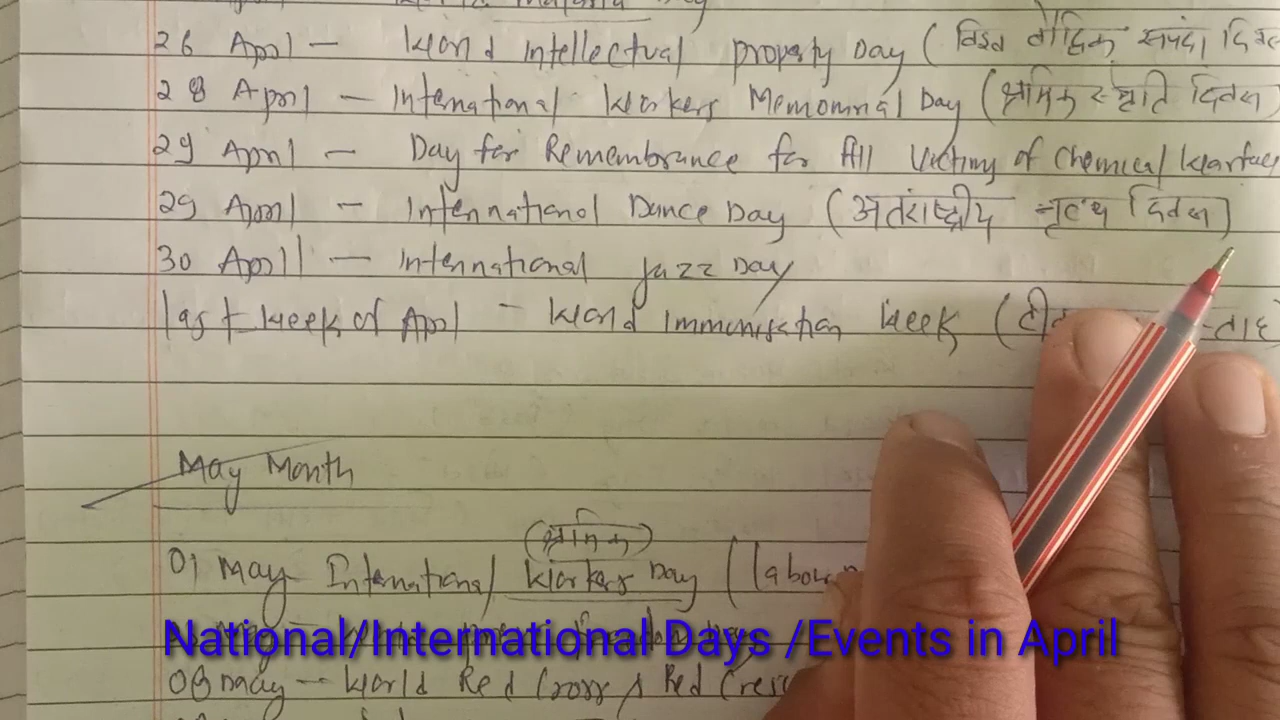 26 April – World Intellectual property Day (विश्व बौद्धिक संपदा
28 April – International Workers Memorial Day (श्रमिक स्मृति दिवस)
29 April – Day for Remembrance for All Victims of Chemical Warfare
29 April – International Dance Day (अंतराष्ट्रीय नृत्य दिवस)
30 April – International Jazz Day
last week of April – World Immunisation Week (
May Month
(श्रमिक)
01 May International Workers Day (labour
National/International Days /Events in April
08 may – World Red Cross & Red Cresc